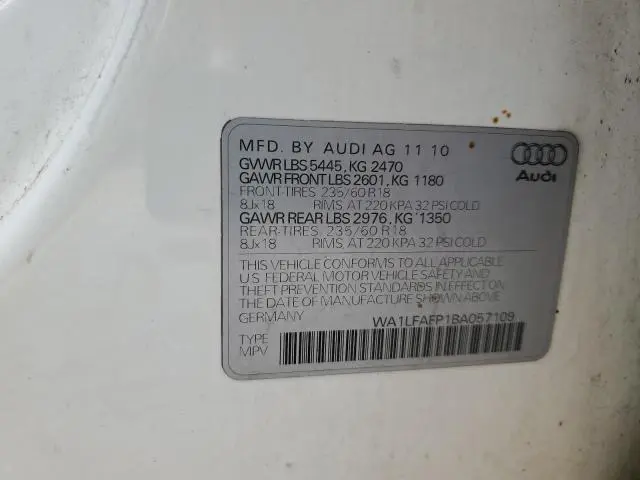 MFD. BY AUDI AG 11 10
GVWR LBS 5445, KG 2470
GAWR FRONT LBS 2601, KG 1180
FRONT-TIRES: 235/60 R18
8Jx18 RIMS, AT 220 KPA 32 PSI COLD
GAWR REAR LBS 2976, KG 1350
REAR-TIRES: 235/60 R18
8Jx18 RIMS, AT 220 KPA 32 PSI COLD
Audi
THIS VEHICLE CONFORMS TO ALL APPLICABLE
U.S. FEDERAL MOTOR VEHICLE SAFETY AND
THEFT PREVENTION STANDARDS IN EFFECT ON
THE DATE OF MANUFACTURE SHOWN ABOVE.
GERMANY WA1LFAFP1BA057109
TYPE
MPV